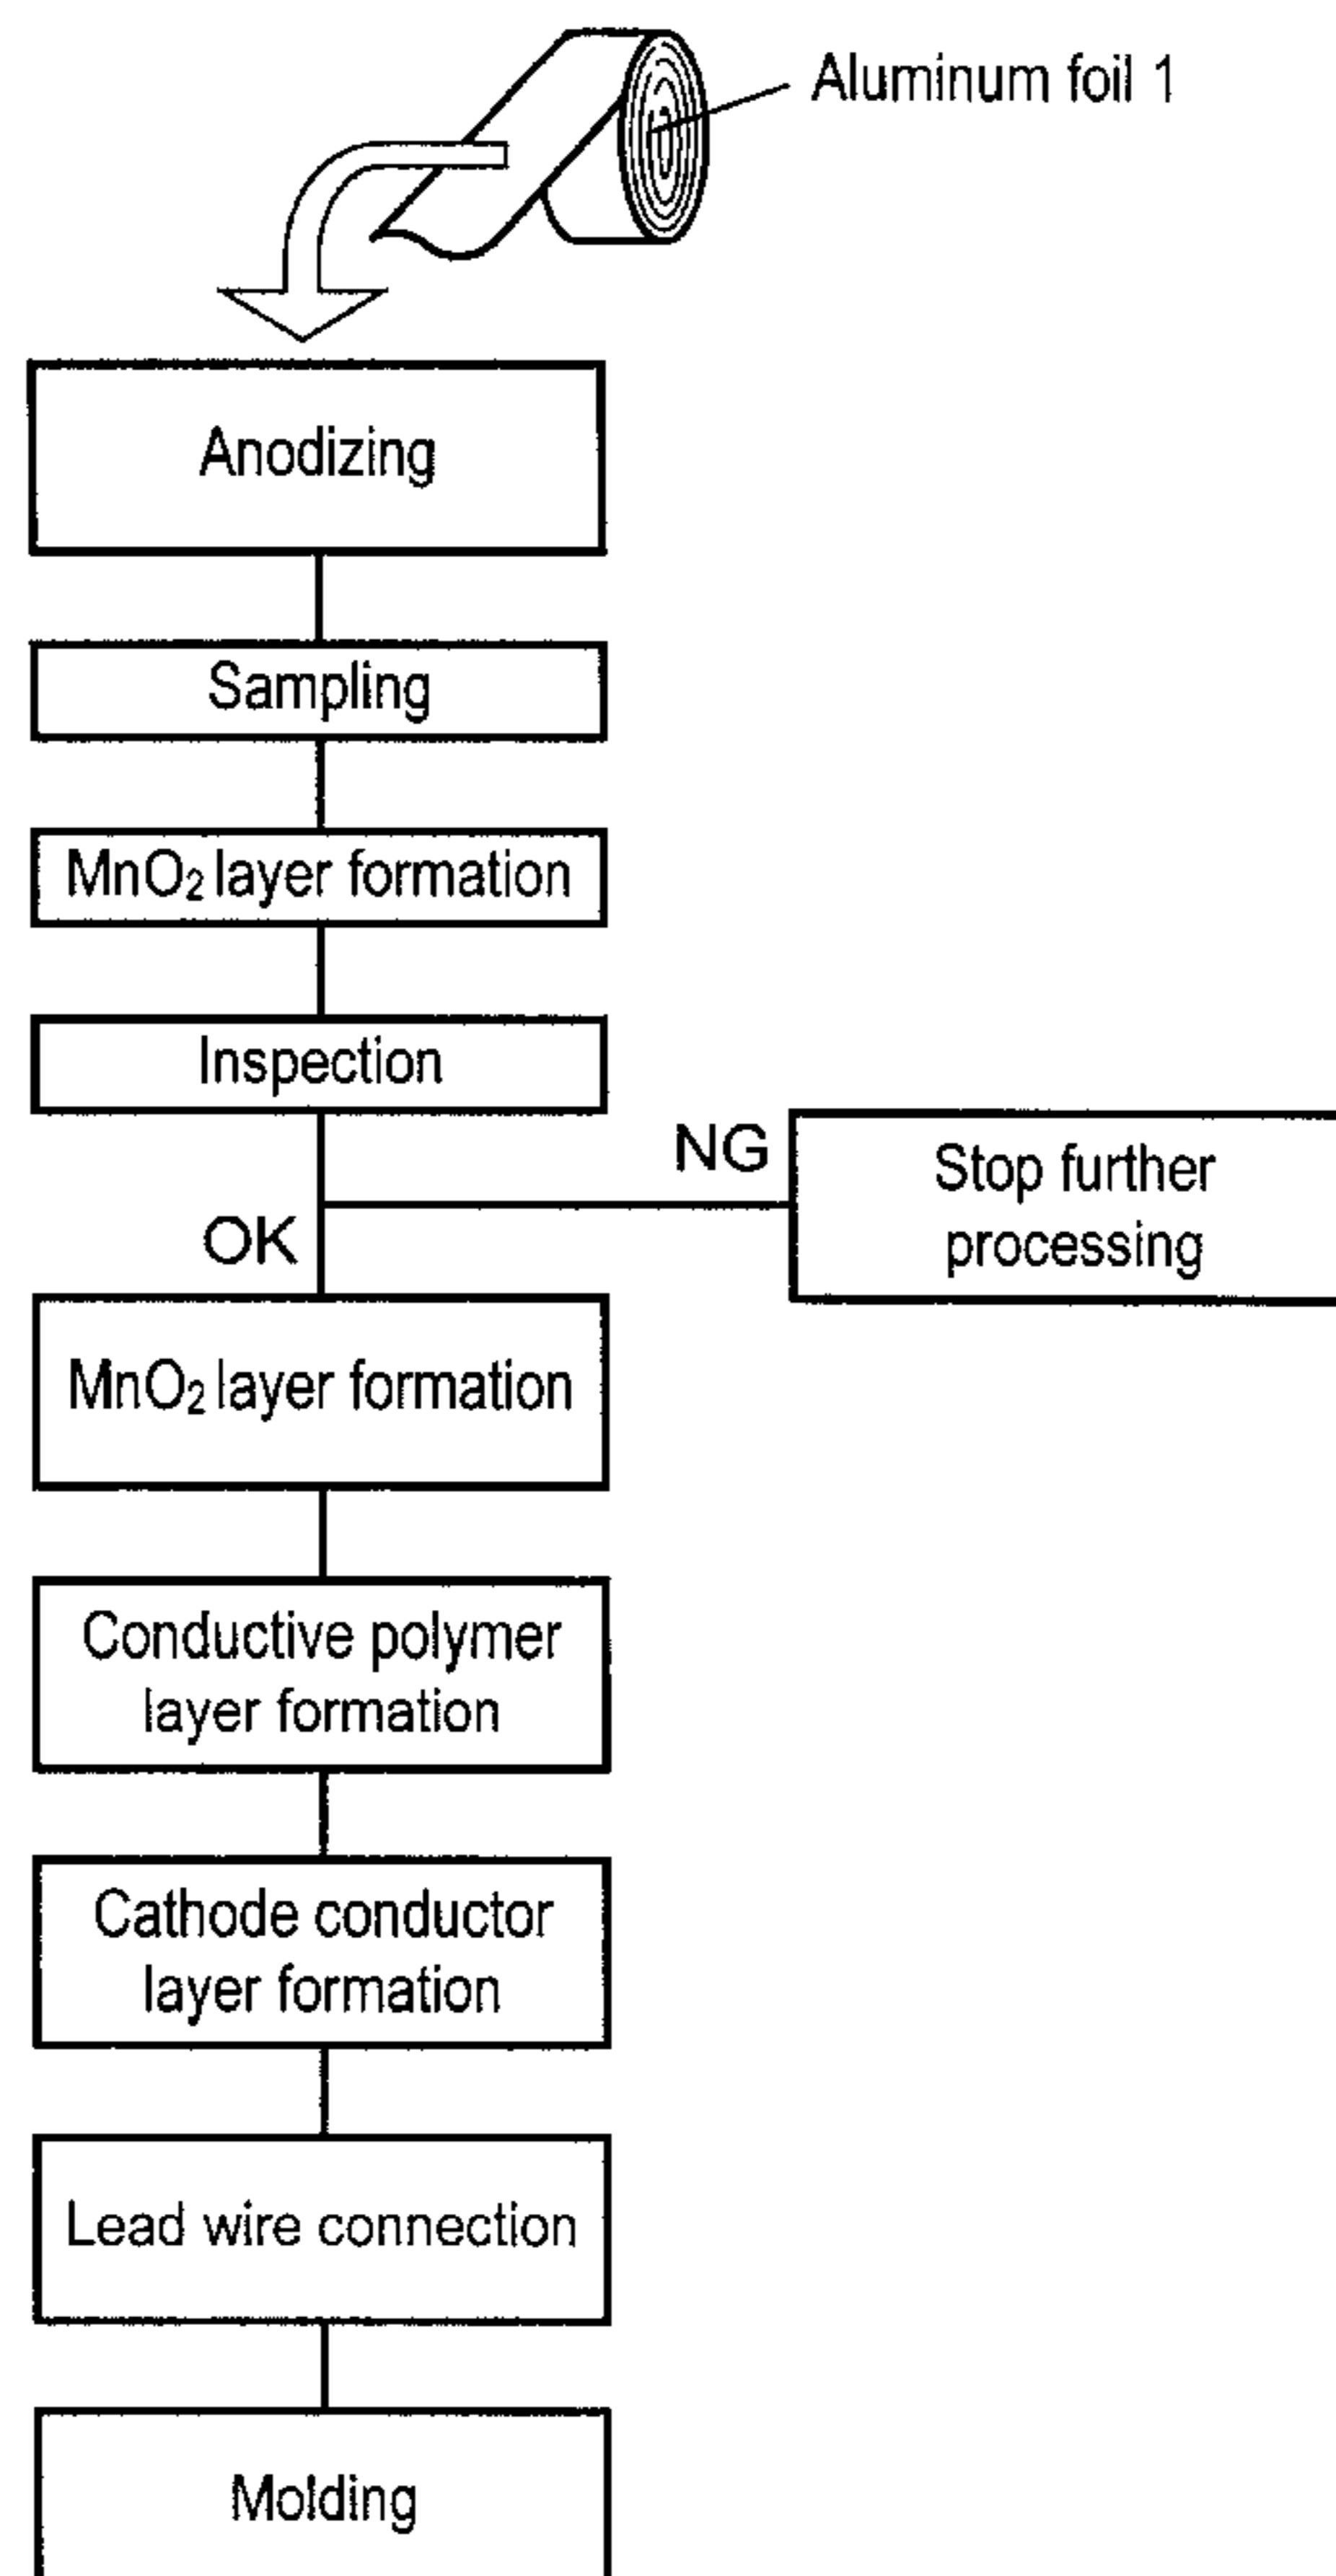 Aluminum foil 1
Anodizing
Sampling
MnO₂ layer formation
Inspection
NG
Stop further
processing
OK
MnO₂ layer formation
Conductive polymer
layer formation
Cathode conductor
layer formation
Lead wire connection
Molding